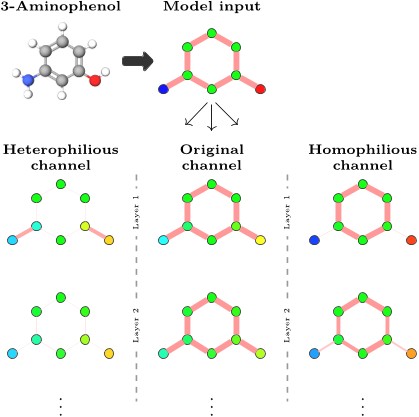 3-Aminophenol
Model input
Heterophilious
channel
Original
channel
Homophilious
channel
Layer 1
Layer 1
Layer 2
Layer 2